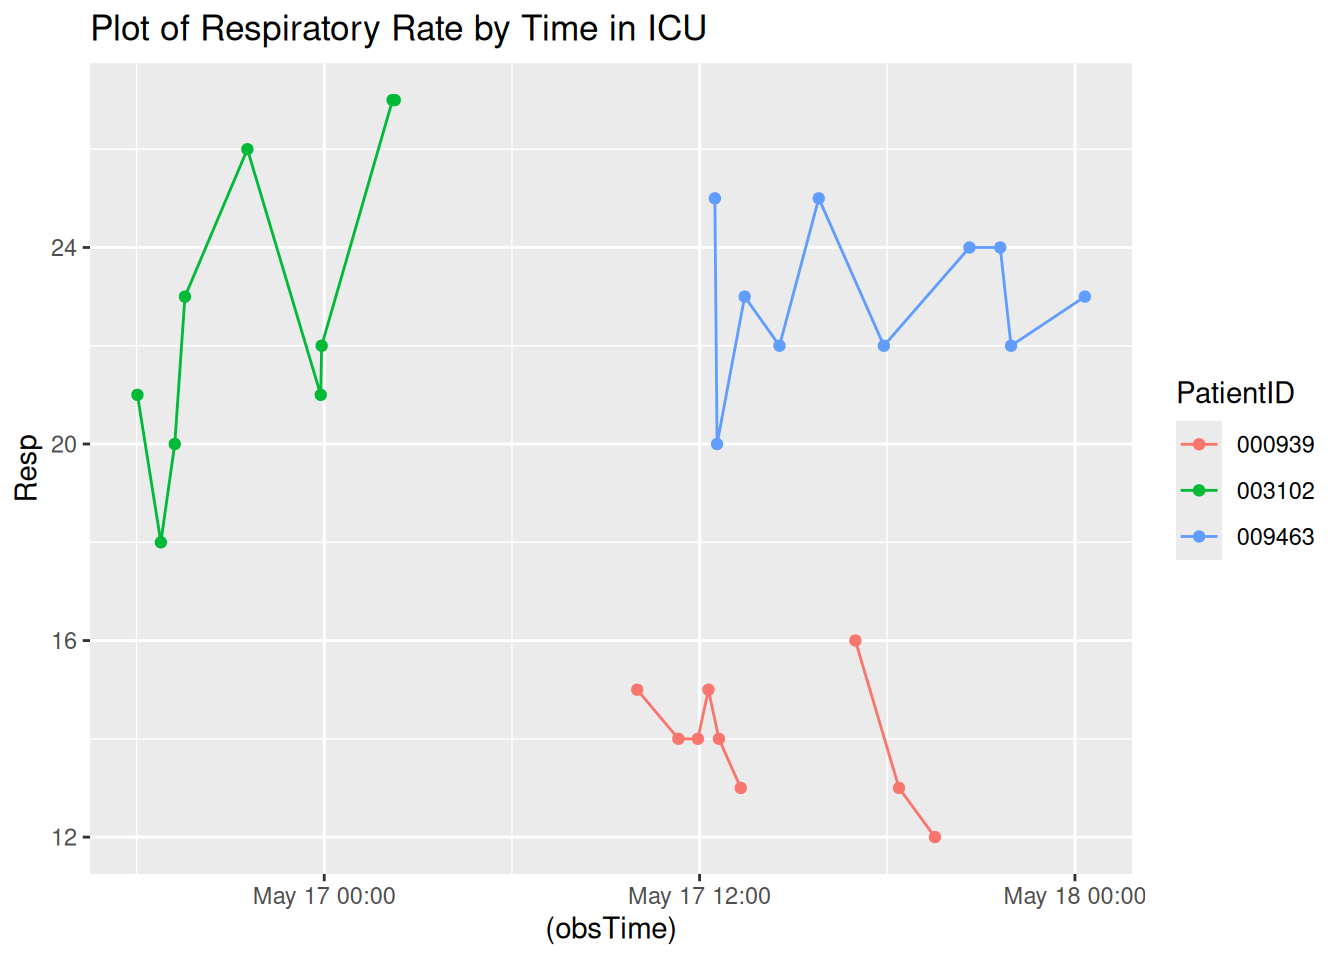 Plot of Respiratory Rate by Time in ICU
Resp
24
20
16
12
May 17 00:00
May 17 12:00
May 18 00:00
(obsTime)
PatientID
000939
003102
009463